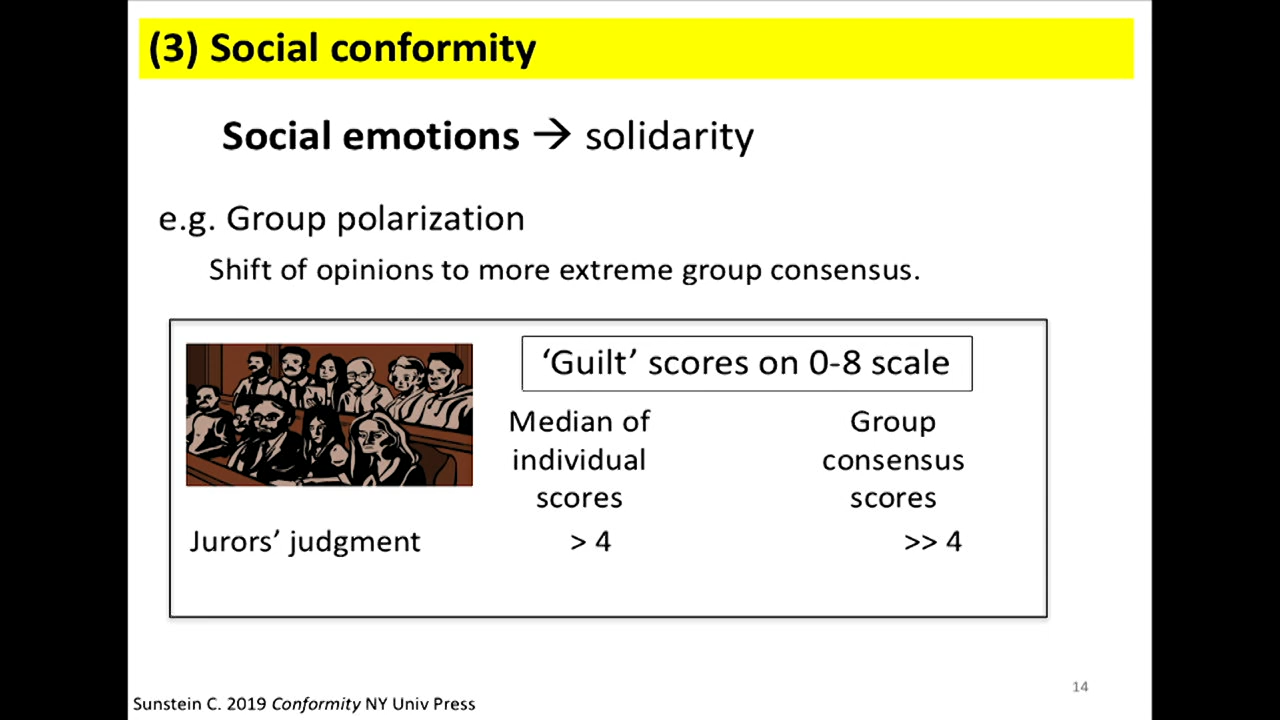 (3) Social conformity
Social emotions → solidarity
e.g. Group polarization
Shift of opinions to more extreme group consensus.
‘Guilt’ scores on 0-8 scale
Median of
individual
scores
Group
consensus
scores
Jurors’ judgment > 4 >> 4
14
Sunstein C. 2019 Conformity NY Univ Press